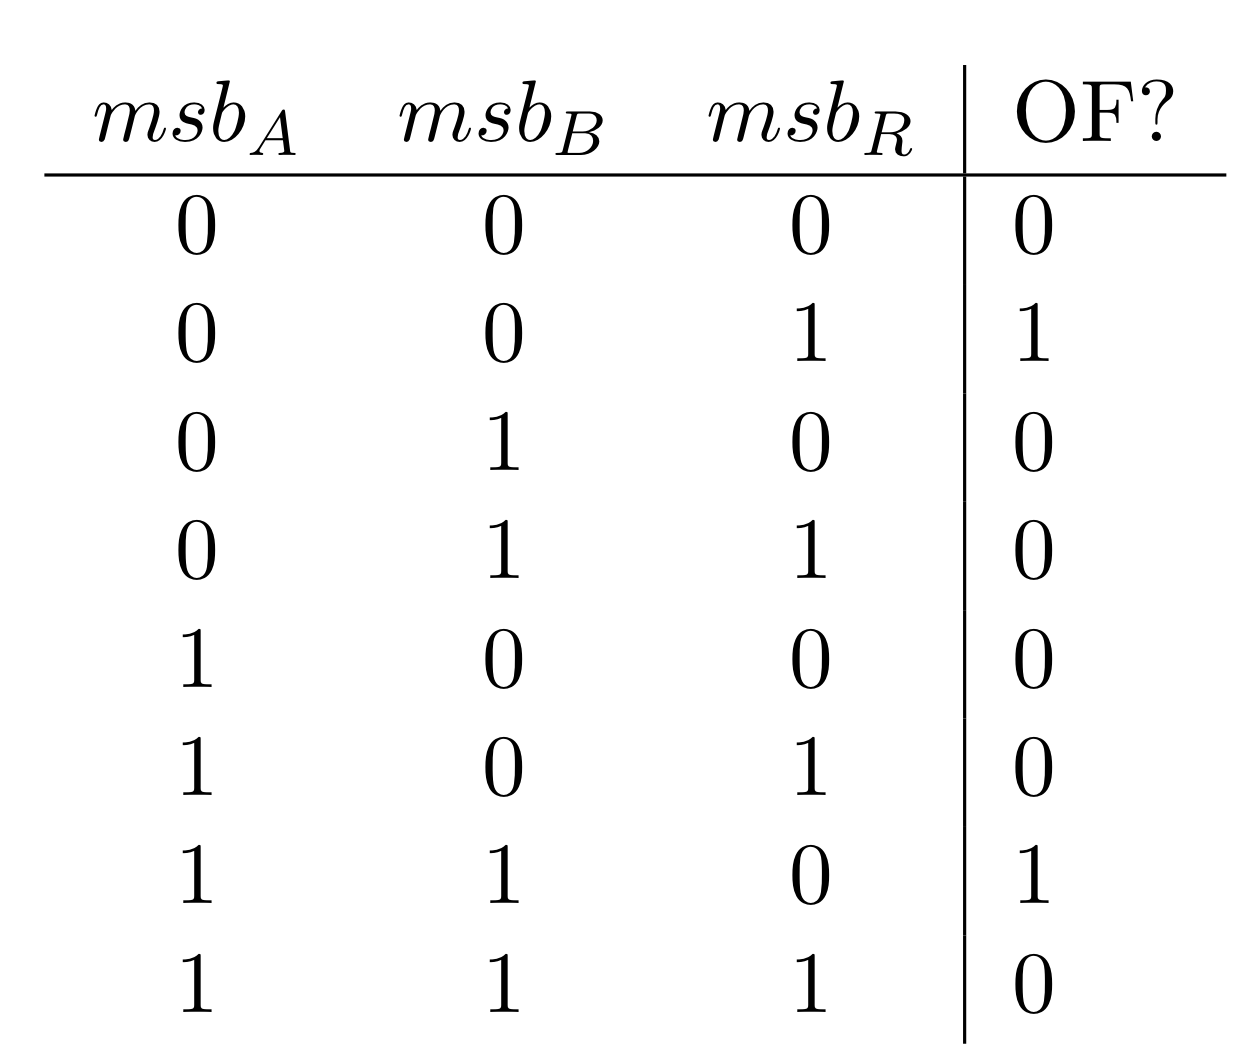 msb_A msb_B msb_R OF?
0 0 0 0
0 0 1 1
0 1 0 0
0 1 1 0
1 0 0 0
1 0 1 0
1 1 0 1
1 1 1 0